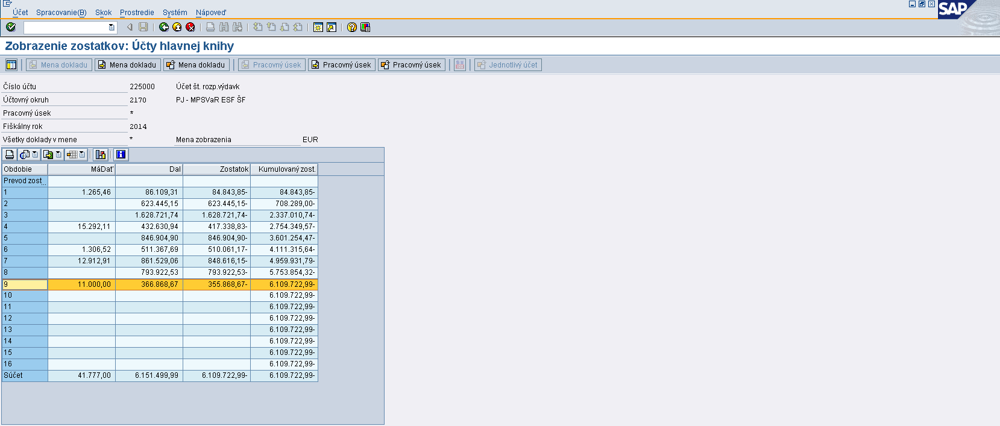 Účet Spracovanie(B) Skok Prostredie Systém Nápoveď
SAP
Zobrazenie zostatkov: Účty hlavnej knihy
Mena dokladu Mena dokladu Mena dokladu Pracovný úsek Pracovný úsek Pracovný úsek Jednotlivý účet
Číslo účtu 225000 Účet št. rozp.výdavk
Účtovný okruh 2170 PJ - MPSVaR ESF ŠF
Pracovný úsek *
Fiškálny rok 2014
Všetky doklady v mene * Mena zobrazenia EUR
Obdobie MáDať Dal Zostatok Kumulovaný zost.
Prevod zost...
1 1.265,46 86.109,31 84.843,85- 84.843,85-
2 623.445,15 623.445,15- 708.289,00-
3 1.628.721,74 1.628.721,74- 2.337.010,74-
4 15.292,11 432.630,94 417.338,83- 2.754.349,57-
5 846.904,90 846.904,90- 3.601.254,47-
6 1.306,52 511.367,69 510.061,17- 4.111.315,64-
7 12.912,91 861.529,06 848.616,15- 4.959.931,79-
8 793.922,53 793.922,53- 5.753.854,32-
9 11.000,00 366.868,67 355.868,67- 6.109.722,99-
10 6.109.722,99-
11 6.109.722,99-
12 6.109.722,99-
13 6.109.722,99-
14 6.109.722,99-
15 6.109.722,99-
16 6.109.722,99-
Súčet 41.777,00 6.151.499,99 6.109.722,99- 6.109.722,99-